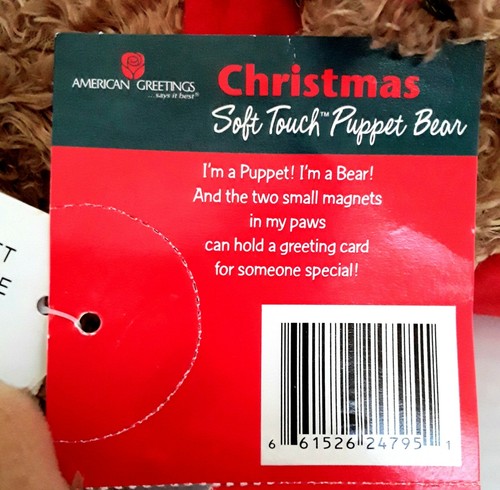 AMERICAN GREETINGS
...says it best®
Christmas
Soft Touch™ Puppet Bear
I'm a Puppet! I'm a Bear!
And the two small magnets
in my paws
can hold a greeting card
for someone special!
T
E
6 61526 24795 1